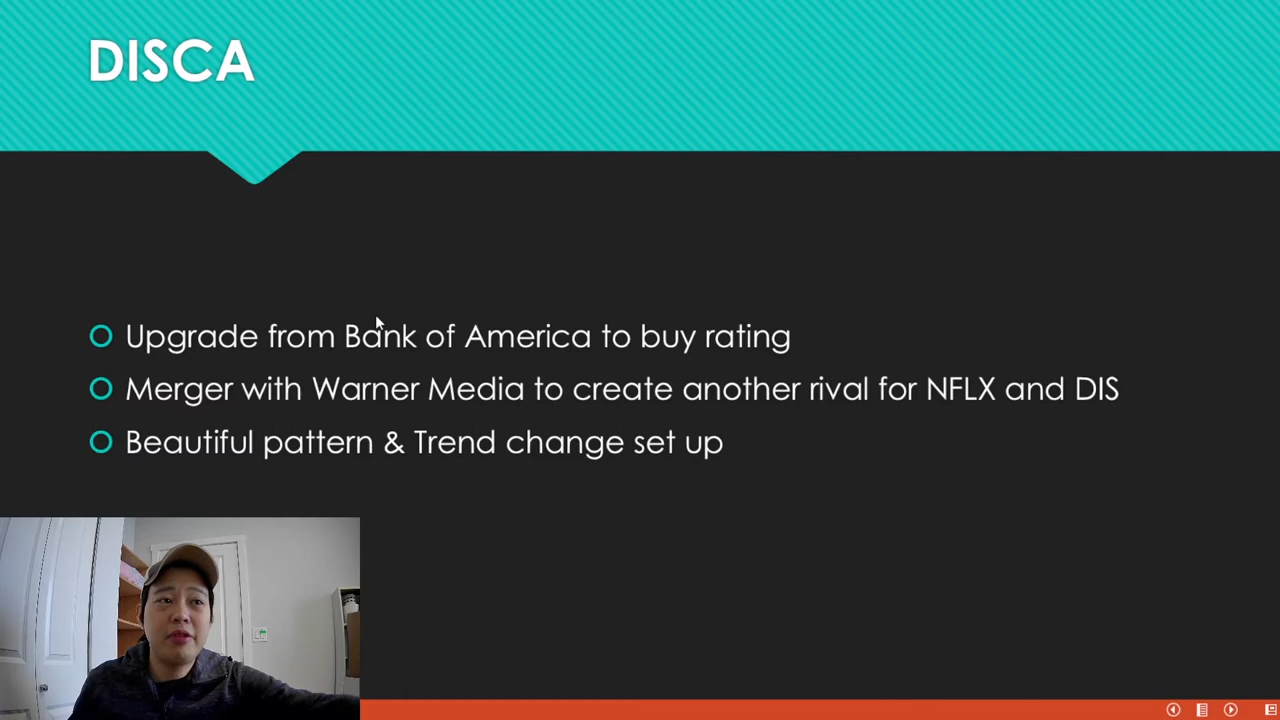 DISCA
Upgrade from Bank of America to buy rating
Merger with Warner Media to create another rival for NFLX and DIS
Beautiful pattern & Trend change set up